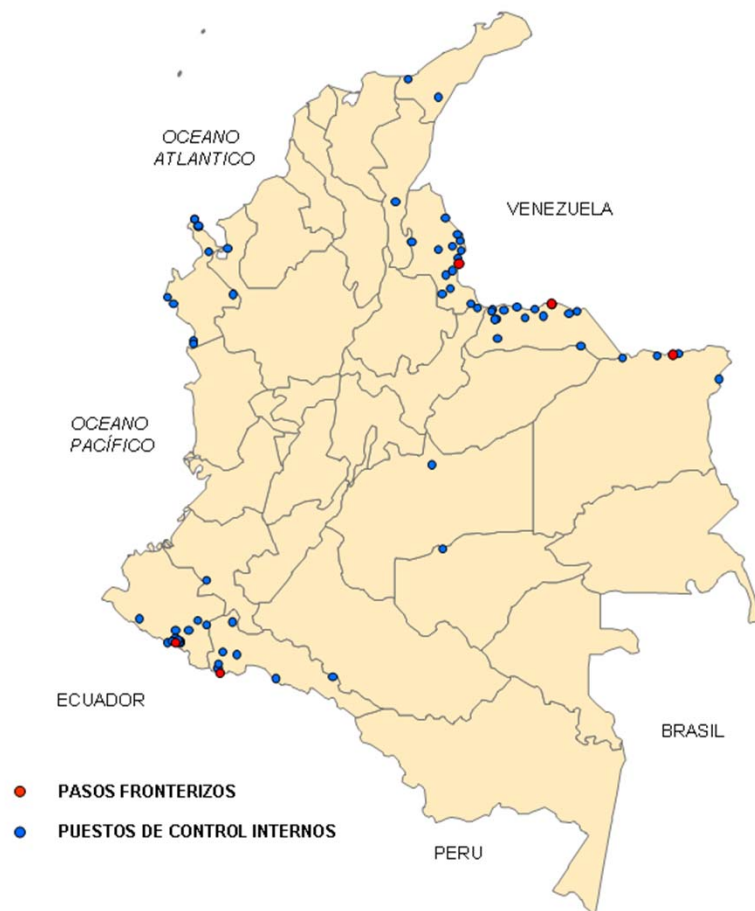 OCEANO
ATLANTICO
VENEZUELA
OCEANO
PACÍFICO
ECUADOR
BRASIL
PASOS FRONTERIZOS
PUESTOS DE CONTROL INTERNOS
PERU